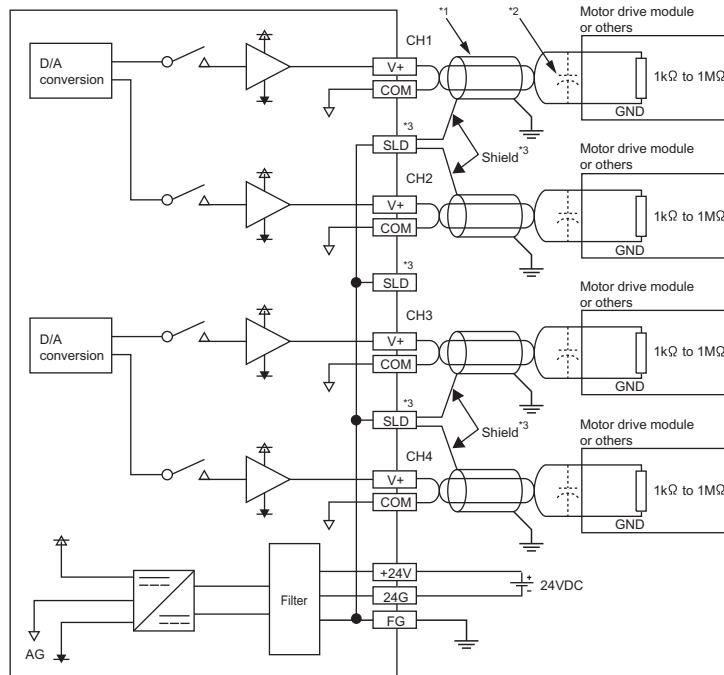 *1
*2
Motor drive module
or others
CH1
D/A
conversion
V+
COM
1kΩ to 1MΩ
GND
*3
SLD
Shield*3
Motor drive module
or others
CH2
V+
COM
1kΩ to 1MΩ
GND
*3
SLD
Motor drive module
or others
CH3
D/A
conversion
V+
COM
1kΩ to 1MΩ
GND
*3
SLD
Shield*3
Motor drive module
or others
CH4
V+
COM
1kΩ to 1MΩ
GND
+24V
24VDC
Filter
24G
FG
AG